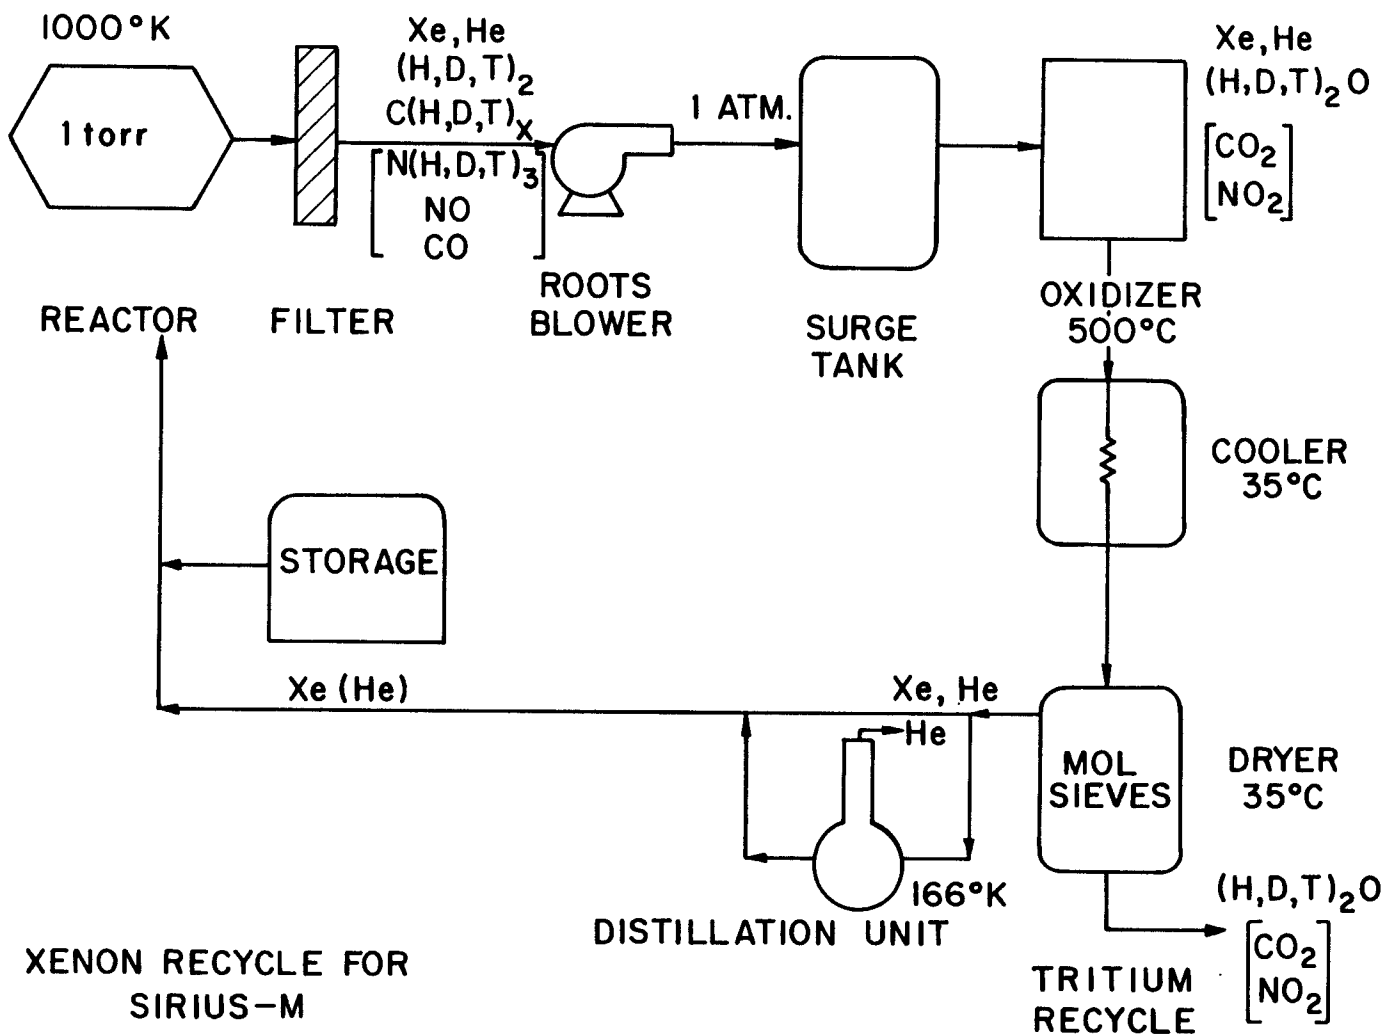 1000°K
1 torr
REACTOR
FILTER
Xe, He
(H,D,T)₂
C(H,D,T)ₓ
[N(H,D,T)₃
NO
CO]
ROOTS
BLOWER
1 ATM.
SURGE
TANK
Xe, He
(H,D,T)₂O
[CO₂
NO₂]
OXIDIZER
500°C
COOLER
35°C
STORAGE
Xe (He)
Xe, He
He
MOL
SIEVES
DRYER
35°C
166°K
DISTILLATION UNIT
(H,D,T)₂O
[CO₂
NO₂]
TRITIUM
RECYCLE
XENON RECYCLE FOR
SIRIUS-M